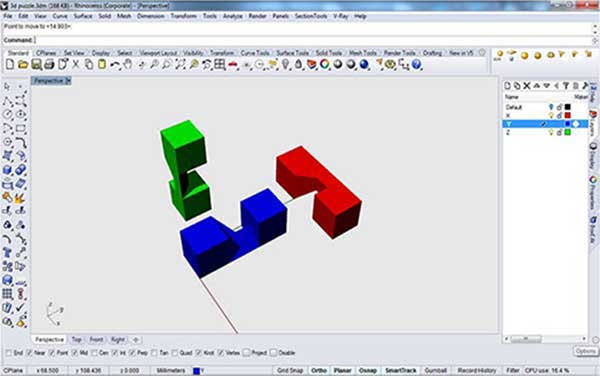 3d puzzle.3dm (168 KB) - Rhinoceros (Corporate) - [Perspective]
File Edit View Curve Surface Solid Mesh Dimension Transform Tools Analyze Render Panels SectionTools V-Ray Help
Point to move to <14.903>:
Command:
Standard CPlanes Set View Display Select Viewport Layout Visibility Transform Curve Tools Surface Tools Solid Tools Mesh Tools Render Tools Drafting New in V5
Perspective
Name Mater
Default
X
Y
Z
Help
Layers
Display
Properties
z
y
x
Perspective Top Front Right
End Near Point Mid Cen Int Perp Tan Quad Knot Vertex Project Disable
Options
CPlane x 68.500 y 108.436 z 0.000 Millimeters Y Grid Snap Ortho Planar Osnap SmartTrack Gumball Record History Filter CPU use: 16.4 %